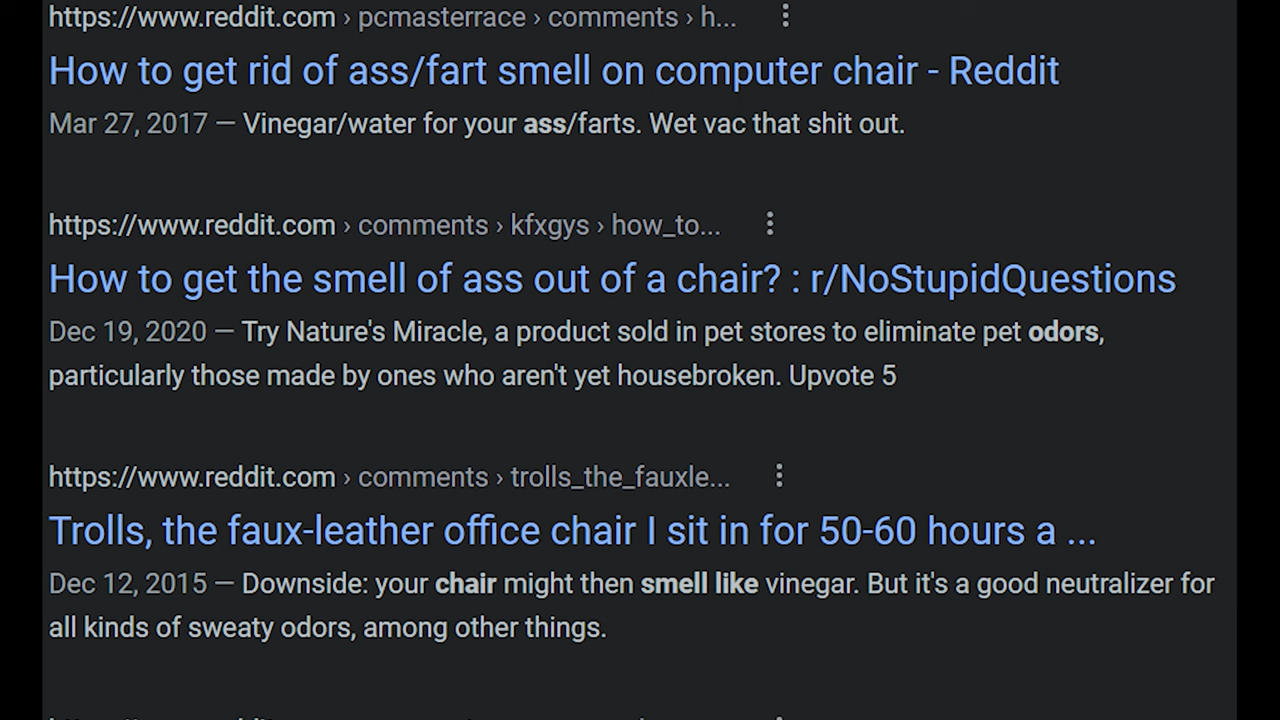 https://www.reddit.com › pcmasterrace › comments › h...
How to get rid of ass/fart smell on computer chair - Reddit
Mar 27, 2017 — Vinegar/water for your ass/farts. Wet vac that shit out.
https://www.reddit.com › comments › kfxgys › how_to...
How to get the smell of ass out of a chair? : r/NoStupidQuestions
Dec 19, 2020 — Try Nature's Miracle, a product sold in pet stores to eliminate pet odors,
particularly those made by ones who aren't yet housebroken. Upvote 5
https://www.reddit.com › comments › trolls_the_fauxle...
Trolls, the faux-leather office chair I sit in for 50-60 hours a ...
Dec 12, 2015 — Downside: your chair might then smell like vinegar. But it's a good neutralizer for
all kinds of sweaty odors, among other things.